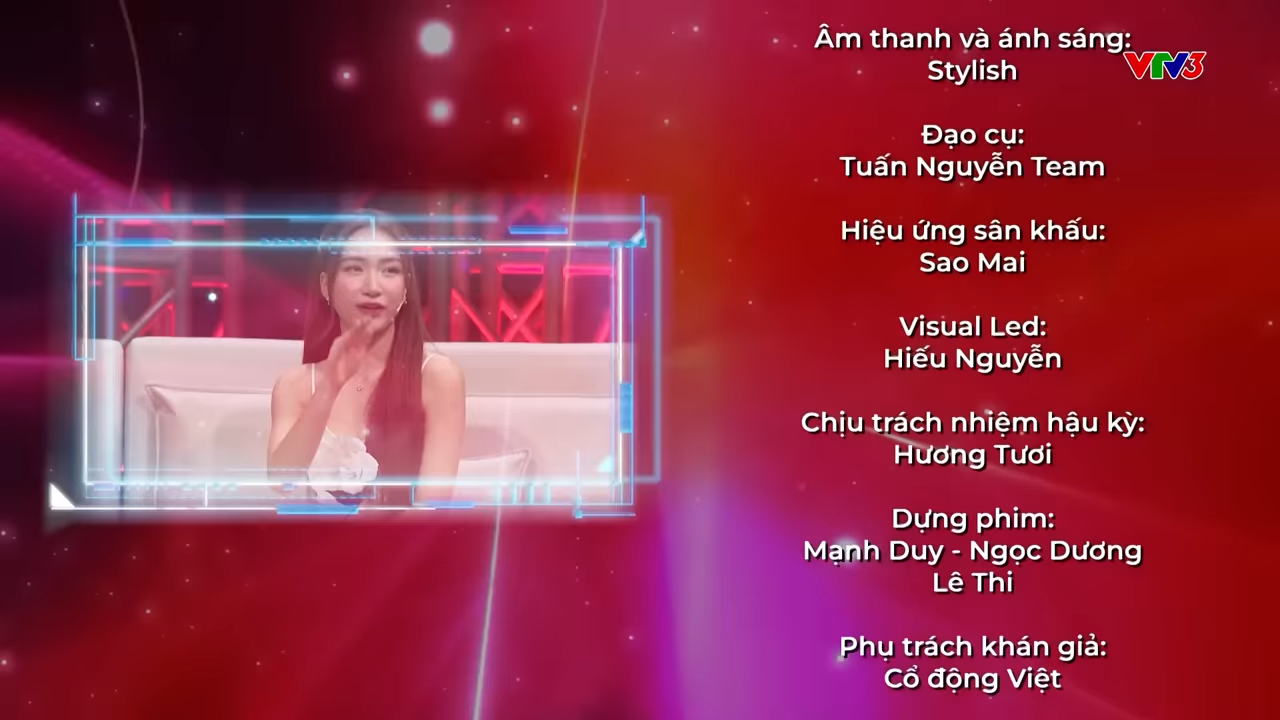 Âm thanh và ánh sáng:
VTV3
Stylish
Đạo cụ:
Tuấn Nguyễn Team
Hiệu ứng sân khấu:
Sao Mai
Visual Led:
Hiếu Nguyễn
Chịu trách nhiệm hậu kỳ:
Hương Tươi
Dựng phim:
Mạnh Duy - Ngọc Dương
Lê Thi
Phụ trách khán giả:
Cổ động Việt